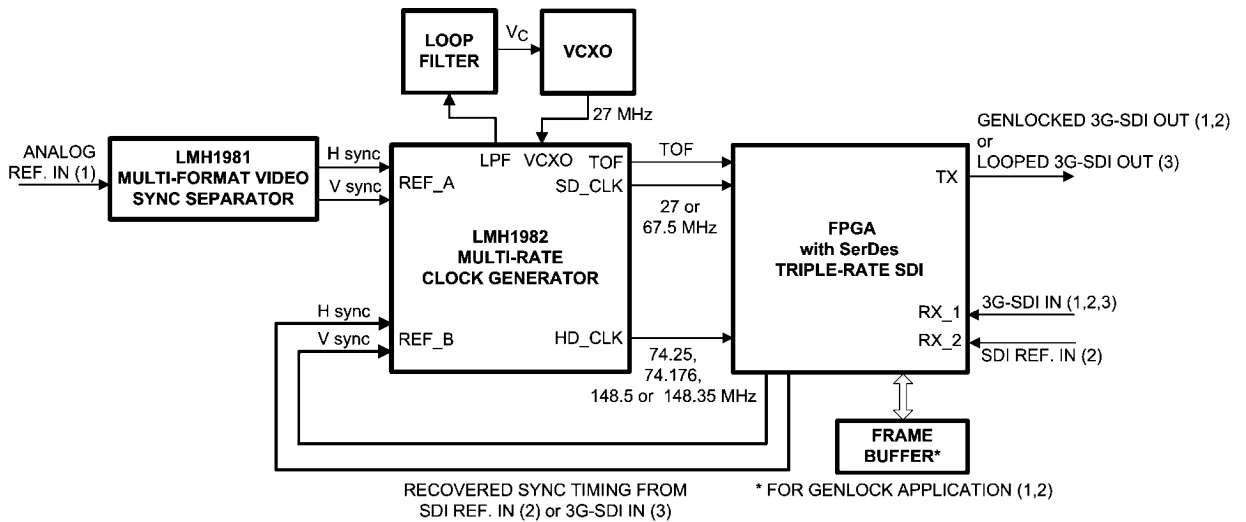 LOOP
FILTER
VC
VCXO
27 MHz
ANALOG
REF. IN (1)
LMH1981
MULTI-FORMAT VIDEO
SYNC SEPARATOR
H sync
V sync
REF_A
LPF
VCXO
TOF
SD_CLK
TOF
27 or
67.5 MHz
LMH1982
MULTI-RATE
CLOCK GENERATOR
H sync
V sync
REF_B
HD_CLK
74.25,
74.176,
148.5 or 148.35 MHz
FPGA
with SerDes
TRIPLE-RATE SDI
TX
RX_1
RX_2
GENLOCKED 3G-SDI OUT (1,2)
or
LOOPED 3G-SDI OUT (3)
3G-SDI IN (1,2,3)
SDI REF. IN (2)
FRAME
BUFFER*
RECOVERED SYNC TIMING FROM
SDI REF. IN (2) or 3G-SDI IN (3)
* FOR GENLOCK APPLICATION (1,2)